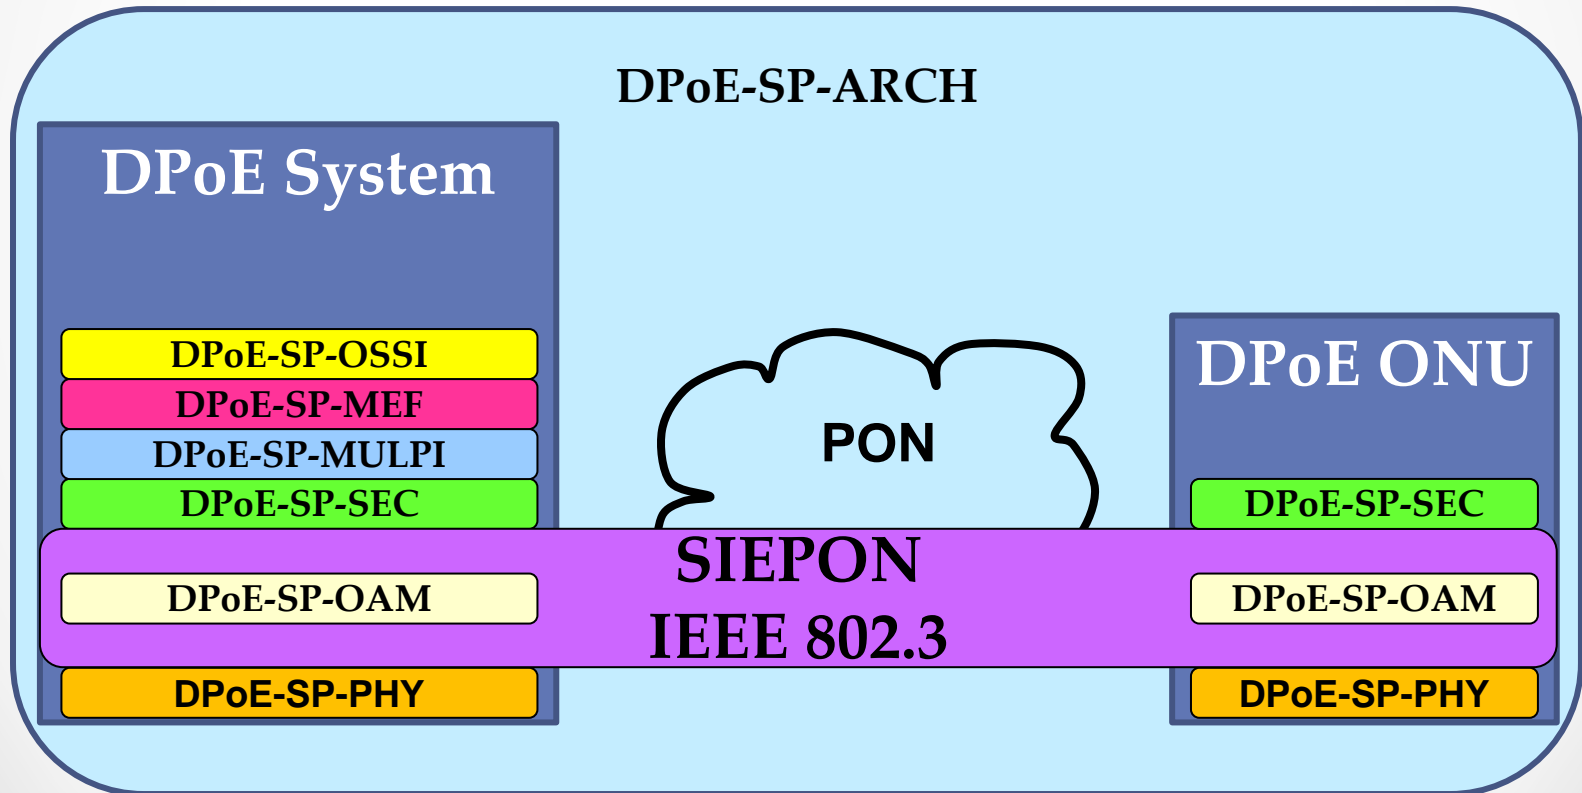 DPoE-SP-ARCH
DPoE System
DPoE-SP-OSSI
DPoE-SP-MEF
DPoE-SP-MULPI
DPoE-SP-SEC
DPoE-SP-OAM
DPoE-SP-PHY
PON
SIEPON
IEEE 802.3
DPoE ONU
DPoE-SP-SEC
DPoE-SP-OAM
DPoE-SP-PHY